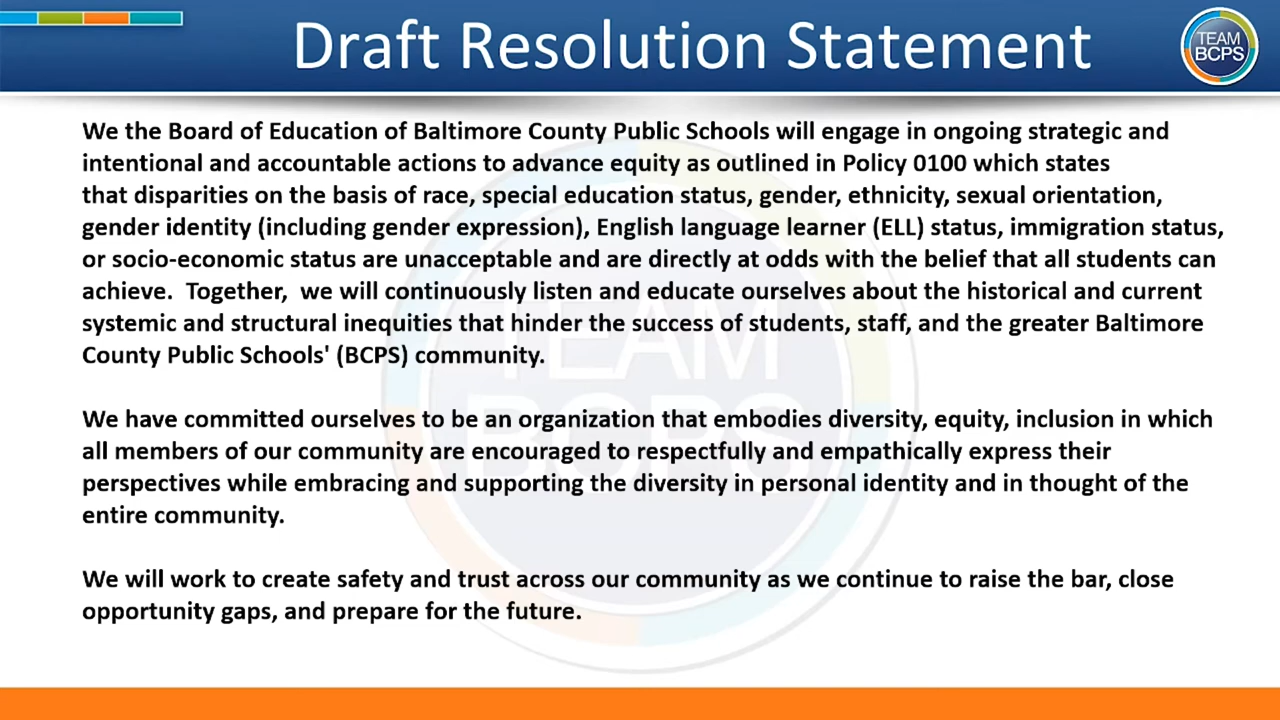 Draft Resolution Statement
TEAM
BCPS
We the Board of Education of Baltimore County Public Schools will engage in ongoing strategic and
intentional and accountable actions to advance equity as outlined in Policy 0100 which states
that disparities on the basis of race, special education status, gender, ethnicity, sexual orientation,
gender identity (including gender expression), English language learner (ELL) status, immigration status,
or socio-economic status are unacceptable and are directly at odds with the belief that all students can
achieve.  Together,  we will continuously listen and educate ourselves about the historical and current
systemic and structural inequities that hinder the success of students, staff, and the greater Baltimore
County Public Schools' (BCPS) community.
We have committed ourselves to be an organization that embodies diversity, equity, inclusion in which
all members of our community are encouraged to respectfully and empathically express their
perspectives while embracing and supporting the diversity in personal identity and in thought of the
entire community.
We will work to create safety and trust across our community as we continue to raise the bar, close
opportunity gaps, and prepare for the future.
TEAM
BCPS